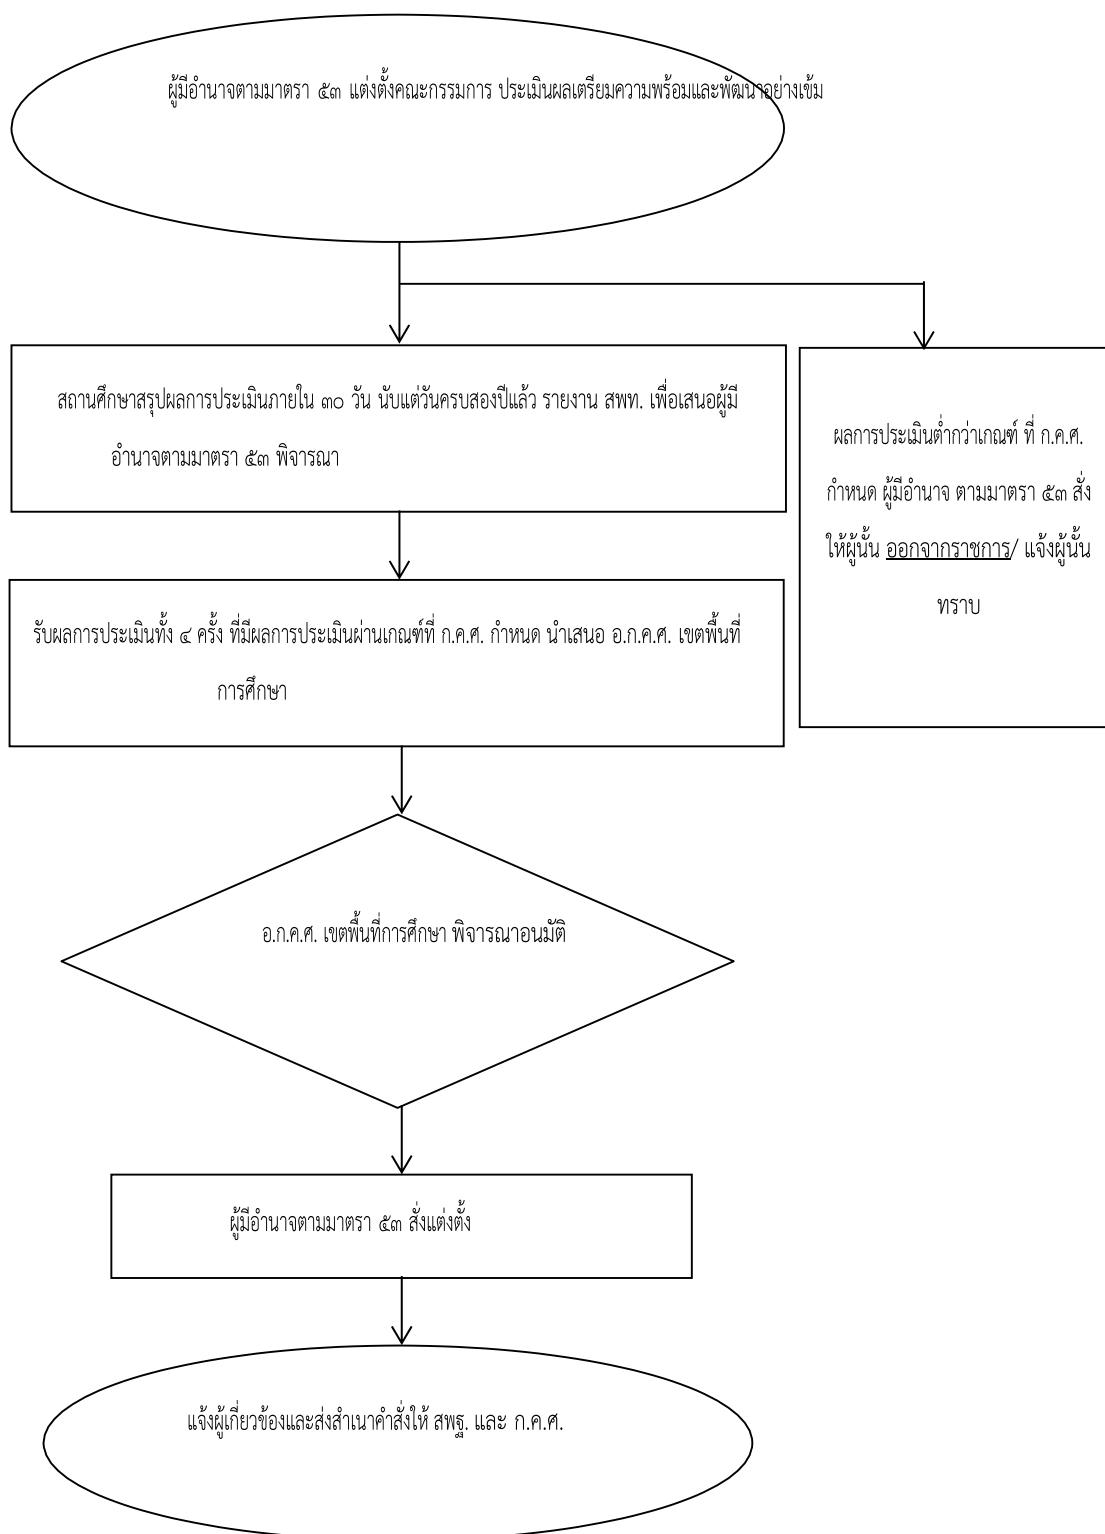 ผู้มีอำนาจตามมาตรา ๕๓ แต่งตั้งคณะกรรมการ ประเมินผลเตรียมความพร้อมและพัฒนาอย่างเข้ม
สถานศึกษาสรุปผลการประเมินภายใน ๓๐ วัน นับแต่วันครบสองปีแล้ว รายงาน สพท. เพื่อเสนอผู้มี
อำนาจตามมาตรา ๕๓ พิจารณา
ผลการประเมินต่ำกว่าเกณฑ์ ที่ ก.ค.ศ.
กำหนด ผู้มีอำนาจ ตามมาตรา ๕๓ สั่ง
ให้ผู้นั้น ออกจากราชการ/ แจ้งผู้นั้น
ทราบ
รับผลการประเมินทั้ง ๔ ครั้ง ที่มีผลการประเมินผ่านเกณฑ์ที่ ก.ค.ศ. กำหนด นำเสนอ อ.ก.ค.ศ. เขตพื้นที่
การศึกษา
อ.ก.ค.ศ. เขตพื้นที่การศึกษา พิจารณาอนมัติ
ผู้มีอำนาจตามมาตรา ๕๓ สั่งแต่งตั้ง
แจ้งผู้เกี่ยวข้องและส่งสำเนาคำสั่งให้ สพฐ. และ ก.ค.ศ.